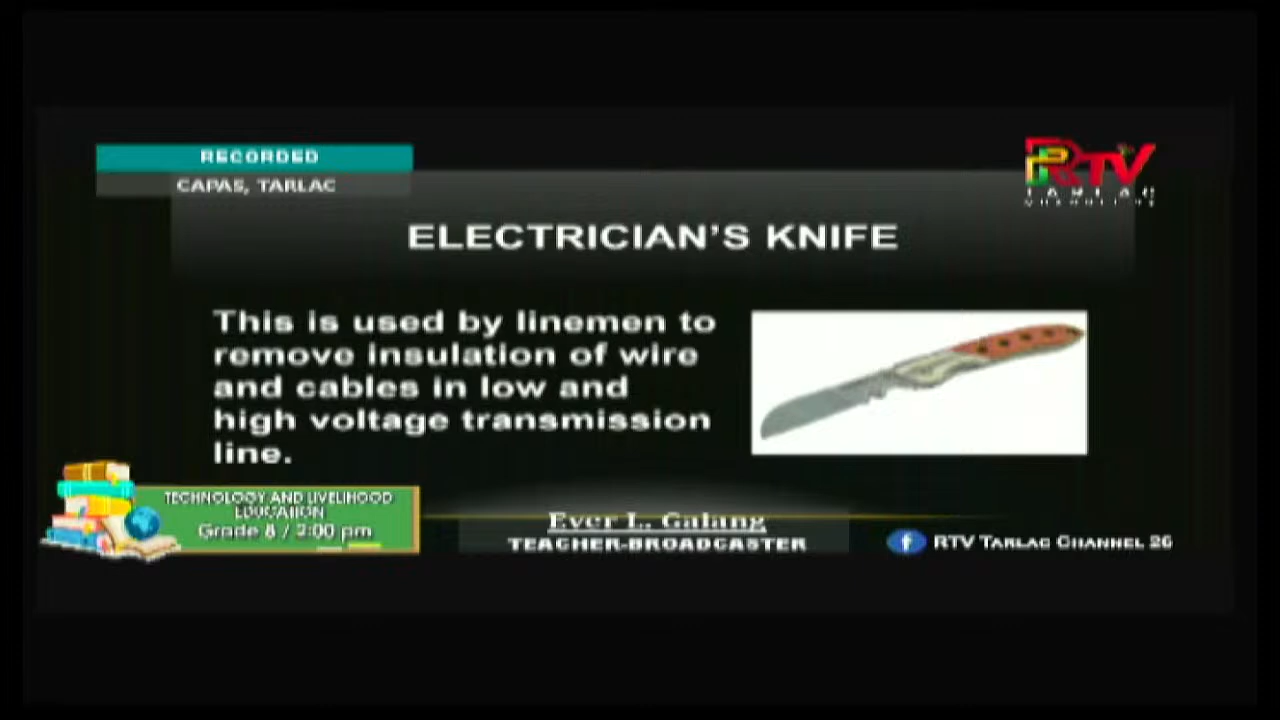 RECORDED
CAPAS, TARLAC
RTV
TARLAC
ELECTRICIAN'S KNIFE
This is used by linemen to
remove insulation of wire
and cables in low and
high voltage transmission
line.
TECHNOLOGY AND LIVELIHOOD
EDUCATION
Grade 8 / 2:00 pm
Ever L. Galang
TEACHER-BROADCASTER
RTV TARLAC CHANNEL 26